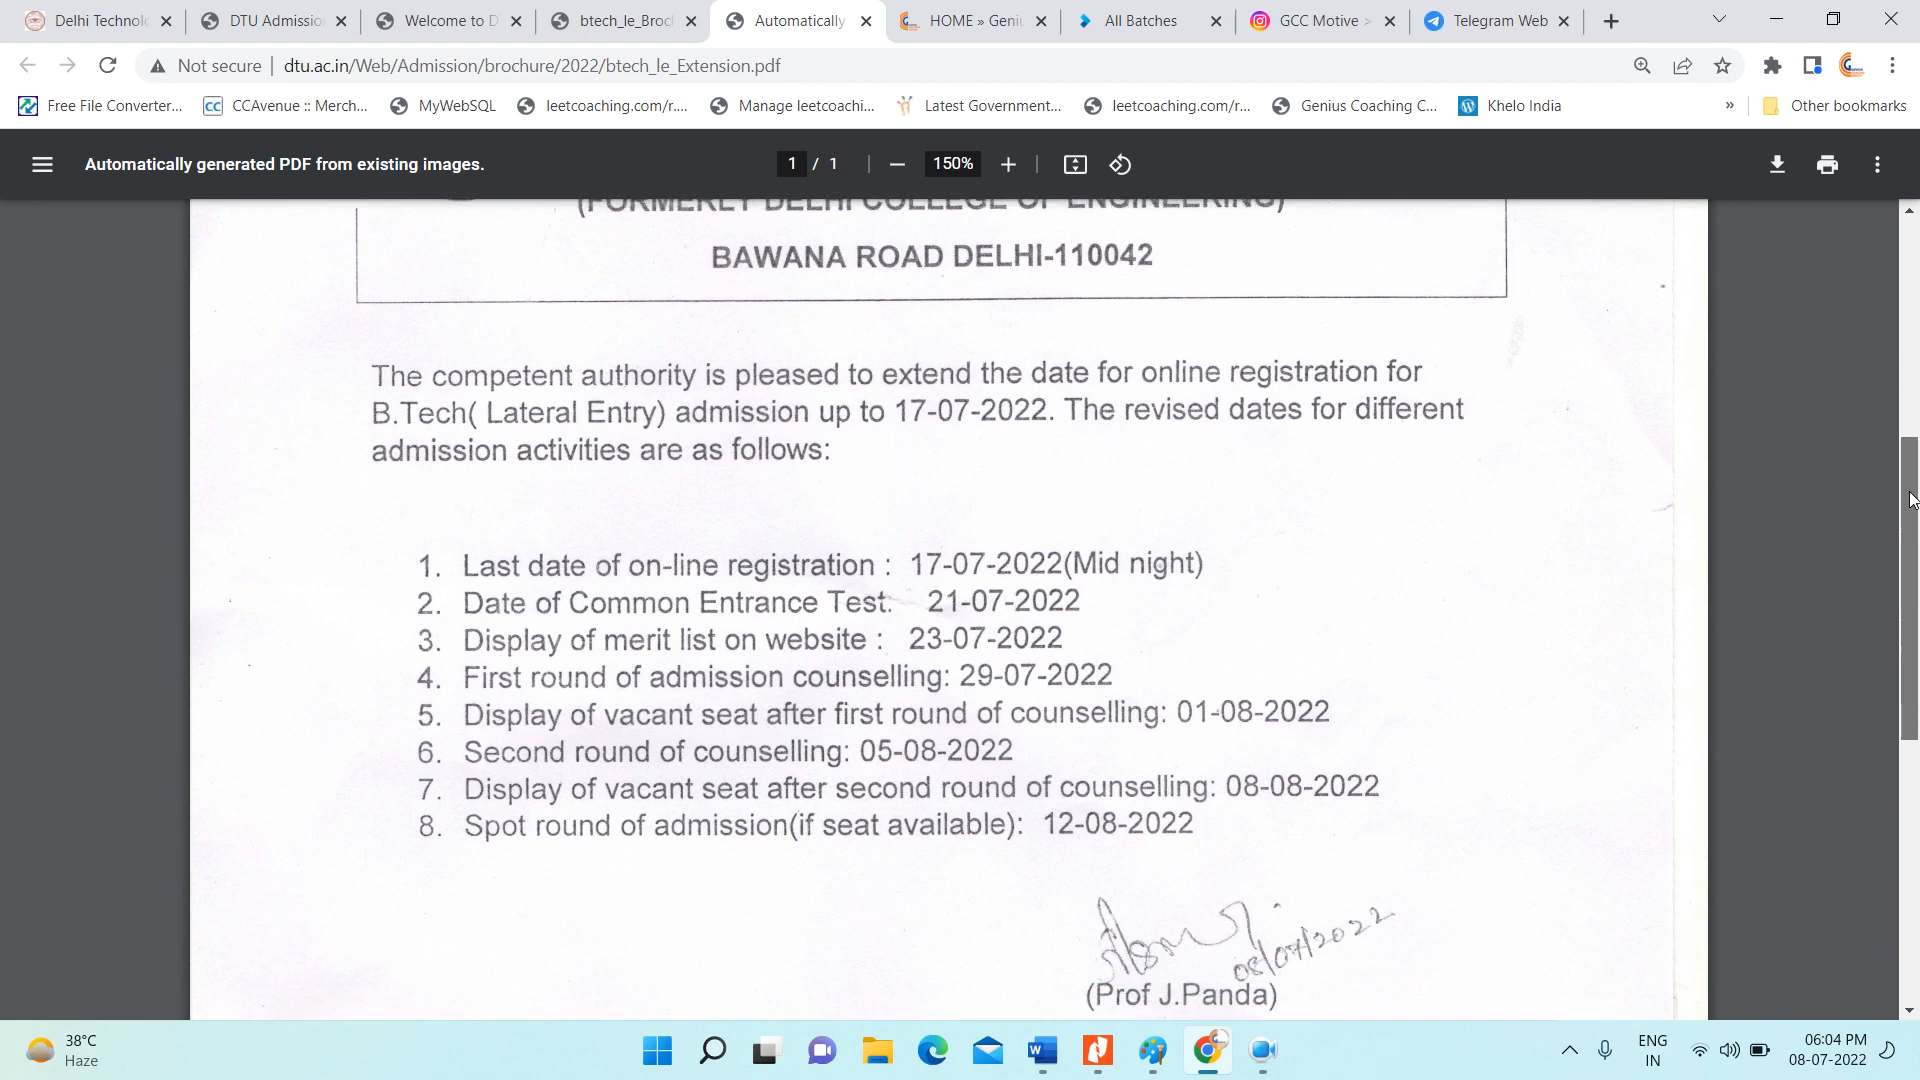 Delhi Technolo
DTU Admissio
Welcome to D
btech_le_Broc
Automatically
HOME » Geniu
All Batches
GCC Motive >
Telegram Web
Not secure
dtu.ac.in/Web/Admission/brochure/2022/btech_le_Extension.pdf
Free File Converter...
CCAvenue :: Merch...
MyWebSQL
leetcoaching.com/r....
Manage leetcoachi...
Latest Government...
leetcoaching.com/r...
Genius Coaching C...
Khelo India
»
Other bookmarks
Automatically generated PDF from existing images.
1 / 1
150%
(FORMERLY DELHI COLLEGE OF ENGINEERING)
BAWANA ROAD DELHI-110042
The competent authority is pleased to extend the date for online registration for
B.Tech( Lateral Entry) admission up to 17-07-2022. The revised dates for different
admission activities are as follows:
1. Last date of on-line registration : 17-07-2022(Mid night)
2. Date of Common Entrance Test: 21-07-2022
3. Display of merit list on website : 23-07-2022
4. First round of admission counselling: 29-07-2022
5. Display of vacant seat after first round of counselling: 01-08-2022
6. Second round of counselling: 05-08-2022
7. Display of vacant seat after second round of counselling: 08-08-2022
8. Spot round of admission(if seat available): 12-08-2022
08/07/2022
(Prof J.Panda)
38°C
Haze
ENG
IN
06:04 PM
08-07-2022